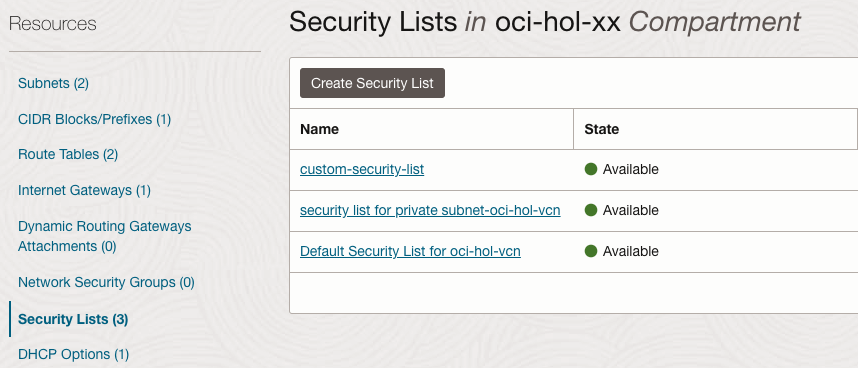 Resources
Subnets (2)
CIDR Blocks/Prefixes (1)
Route Tables (2)
Internet Gateways (1)
Dynamic Routing Gateways
Attachments (0)
Network Security Groups (0)
Security Lists (3)
DHCP Options (1)
Security Lists in oci-hol-xx Compartment
Create Security List
Name State
custom-security-list Available
security list for private subnet-oci-hol-vcn Available
Default Security List for oci-hol-vcn Available